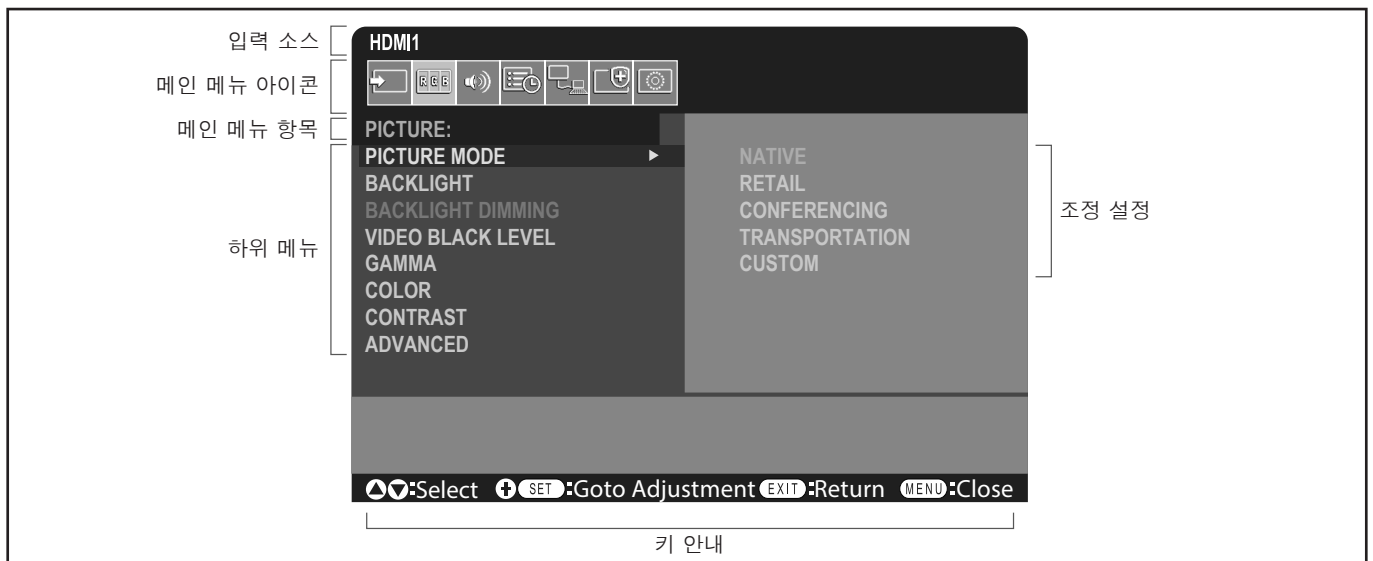 입력 소스
HDMI1
메인 메뉴 아이콘
RGB
메인 메뉴 항목
PICTURE:
하위 메뉴
PICTURE MODE
BACKLIGHT
BACKLIGHT DIMMING
VIDEO BLACK LEVEL
GAMMA
COLOR
CONTRAST
ADVANCED
NATIVE
RETAIL
CONFERENCING
TRANSPORTATION
CUSTOM
조정 설정
:Select SET:Goto Adjustment EXIT:Return MENU:Close
키 안내